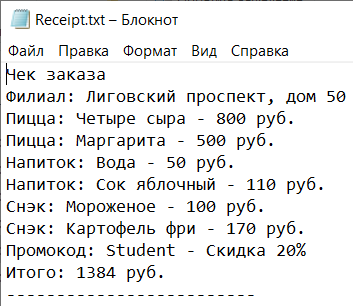 Receipt.txt – Блокнот
Файл Правка Формат Вид Справка
Чек заказа
Филиал: Лиговский проспект, дом 50
Пицца: Четыре сыра - 800 руб.
Пицца: Маргарита - 500 руб.
Напиток: Вода - 50 руб.
Напиток: Сок яблочный - 110 руб.
Снэк: Мороженое - 100 руб.
Снэк: Картофель фри - 170 руб.
Промокод: Student - Скидка 20%
Итого: 1384 руб.
-------------------------